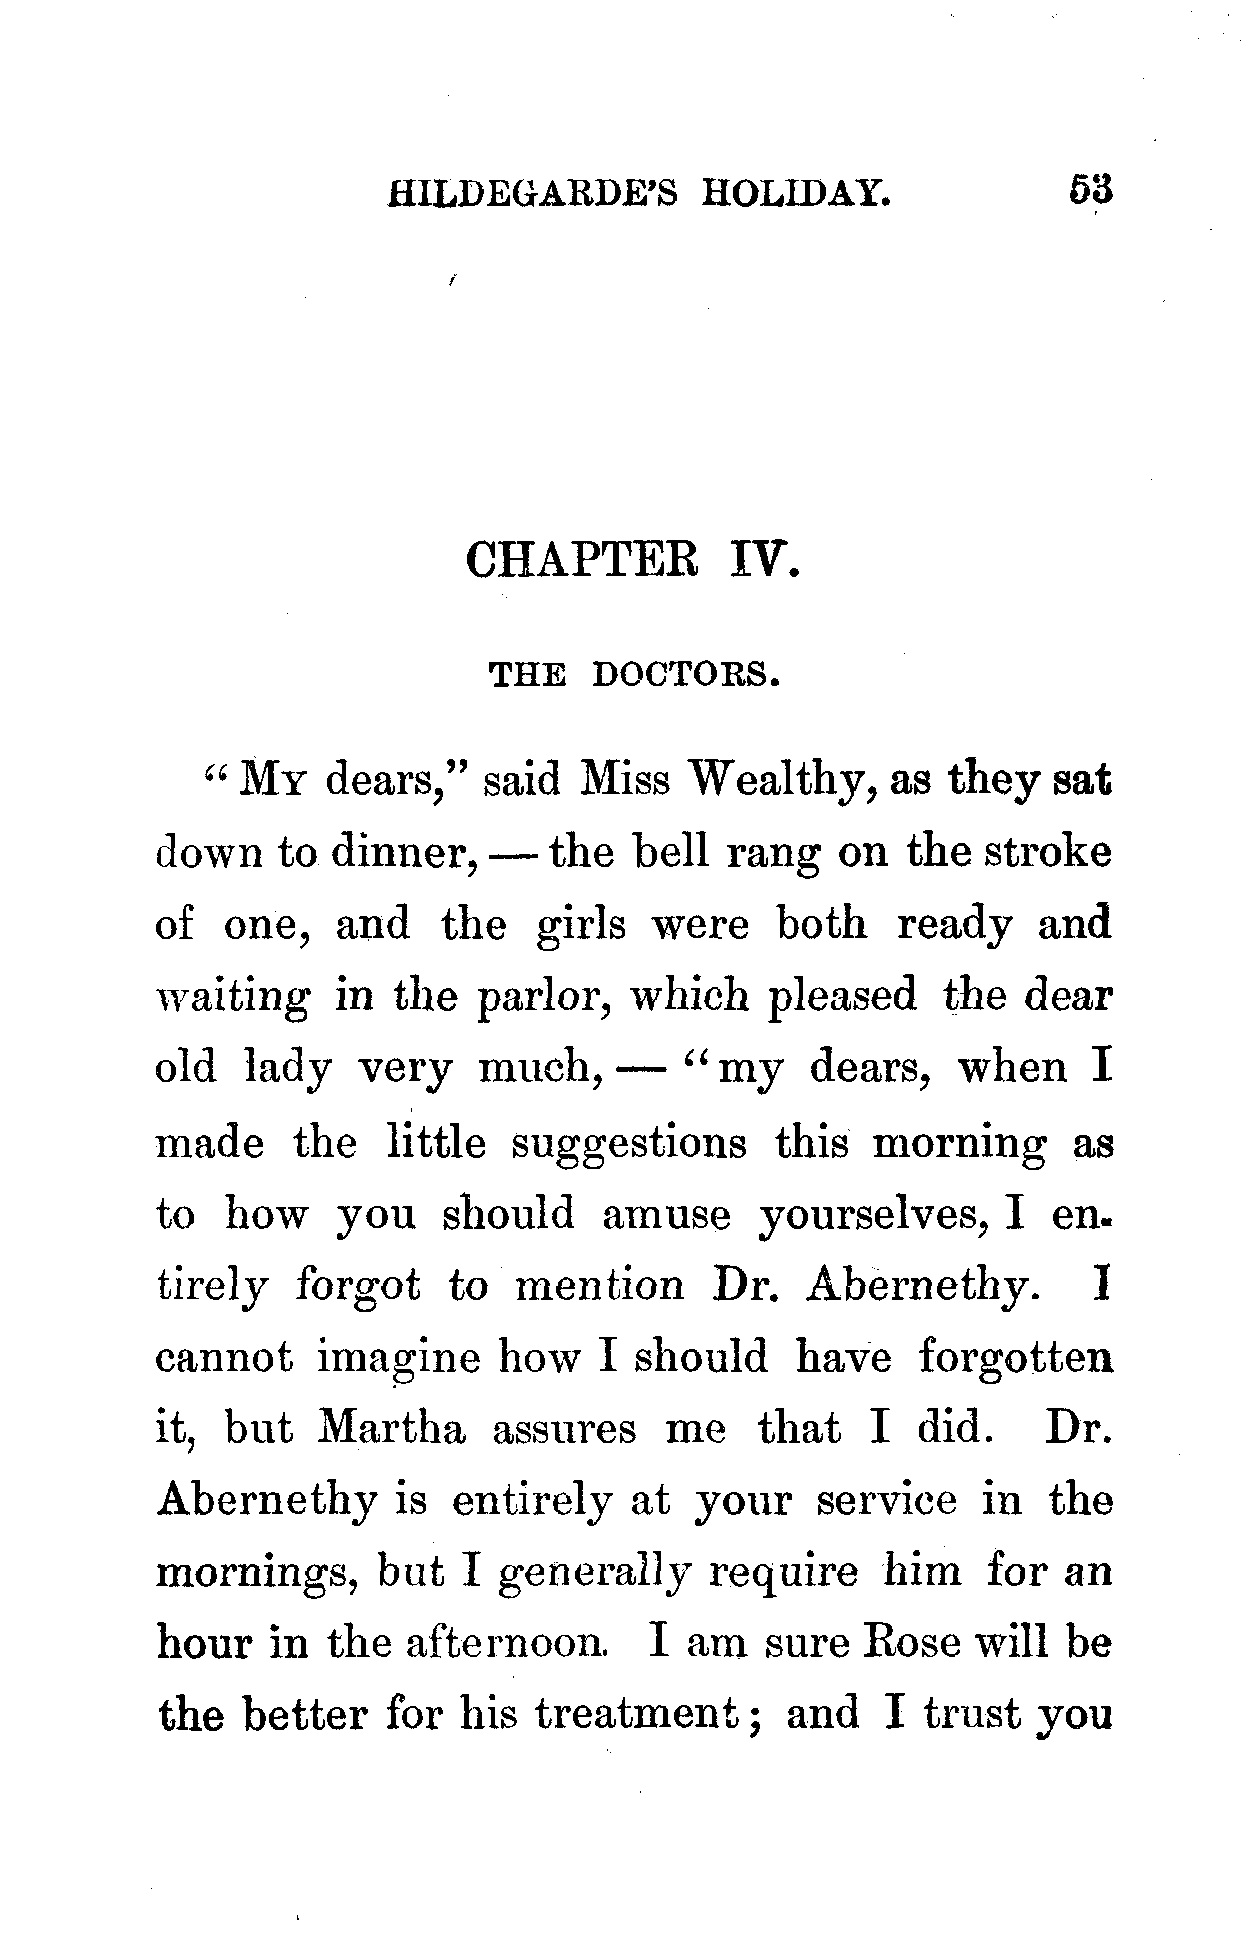 HILDEGARDE'S HOLIDAY. 53
CHAPTER IV.
THE DOCTORS.
“ MY dears,” said Miss Wealthy, as they sat
down to dinner, — the bell rang on the stroke
of one, and the girls were both ready and
waiting in the parlor, which pleased the dear
old lady very much, — “ my dears, when I
made the little suggestions this morning as
to how you should amuse yourselves, I en-
tirely forgot to mention Dr. Abernethy. I
cannot imagine how I should have forgotten
it, but Martha assures me that I did. Dr.
Abernethy is entirely at your service in the
mornings, but I generally require him for an
hour in the afternoon. I am sure Rose will be
the better for his treatment ; and I trust you